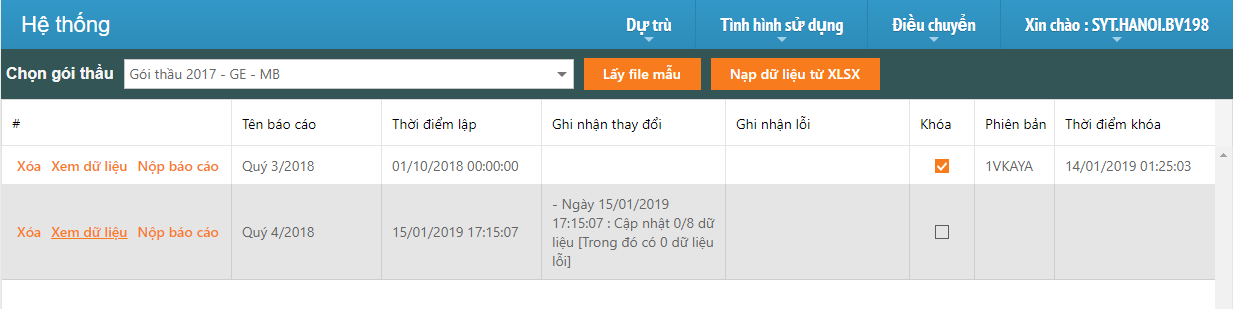 Hệ thống
Dự trù
Tình hình sử dụng
Điều chuyển
Xin chào : SYT.HANOI.BV198
Chọn gói thầu
Gói thầu 2017 - GE - MB
Lấy file mẫu
Nạp dữ liệu từ XLSX
#
Tên báo cáo
Thời điểm lập
Ghi nhận thay đổi
Ghi nhận lỗi
Khóa
Phiên bản
Thời điểm khóa
Xóa Xem dữ liệu Nộp báo cáo
Quý 3/2018
01/10/2018 00:00:00
1VKAYA
14/01/2019 01:25:03
Xóa Xem dữ liệu Nộp báo cáo
Quý 4/2018
15/01/2019 17:15:07
- Ngày 15/01/2019
17:15:07 : Cập nhật 0/8 dữ
liệu [Trong đó có 0 dữ liệu
lỗi]